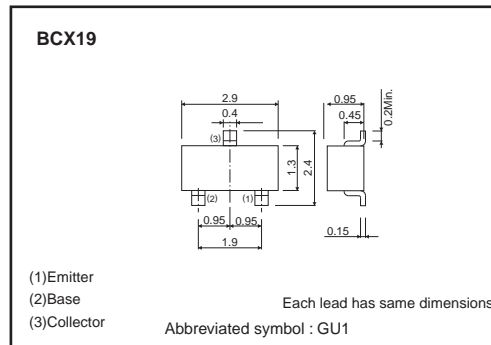 BCX19
2.9
0.4
0.95
0.45
0.2Min.
(3)
1.3
2.4
(2)
(1)
0.95
0.95
1.9
0.15
(1)Emitter
(2)Base
(3)Collector
Each lead has same dimensions
Abbreviated symbol : GU1